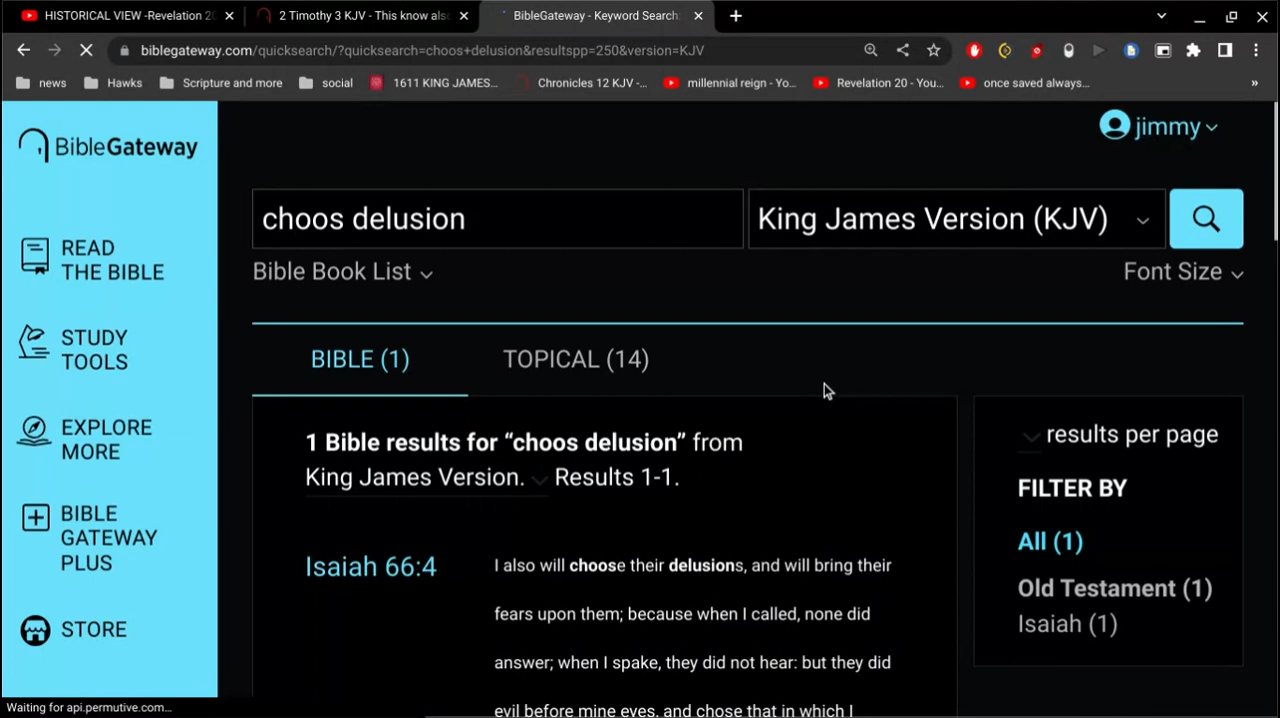 HISTORICAL VIEW -Revelation 20
2 Timothy 3 KJV - This know als
BibleGateway - Keyword Search:
biblegateway.com/quicksearch/?quicksearch=choos+delusion&resultspp=250&version=KJV
news
Hawks
Scripture and more
social
1611 KING JAMES...
Chronicles 12 KJV -...
millennial reign - Yo...
Revelation 20 - You...
once saved always...
»
BibleGateway
jimmy
choos delusion
King James Version (KJV)
Bible Book List
Font Size
READ
THE BIBLE
STUDY
TOOLS
EXPLORE
MORE
BIBLE
GATEWAY
PLUS
STORE
BIBLE (1)
TOPICAL (14)
1 Bible results for “choos delusion” from
King James Version. Results 1-1.
Isaiah 66:4
I also will choose their delusions, and will bring their
fears upon them; because when I called, none did
answer; when I spake, they did not hear: but they did
evil before mine eyes, and chose that in which I
results per page
FILTER BY
All (1)
Old Testament (1)
Isaiah (1)
Waiting for api.permutive.com...